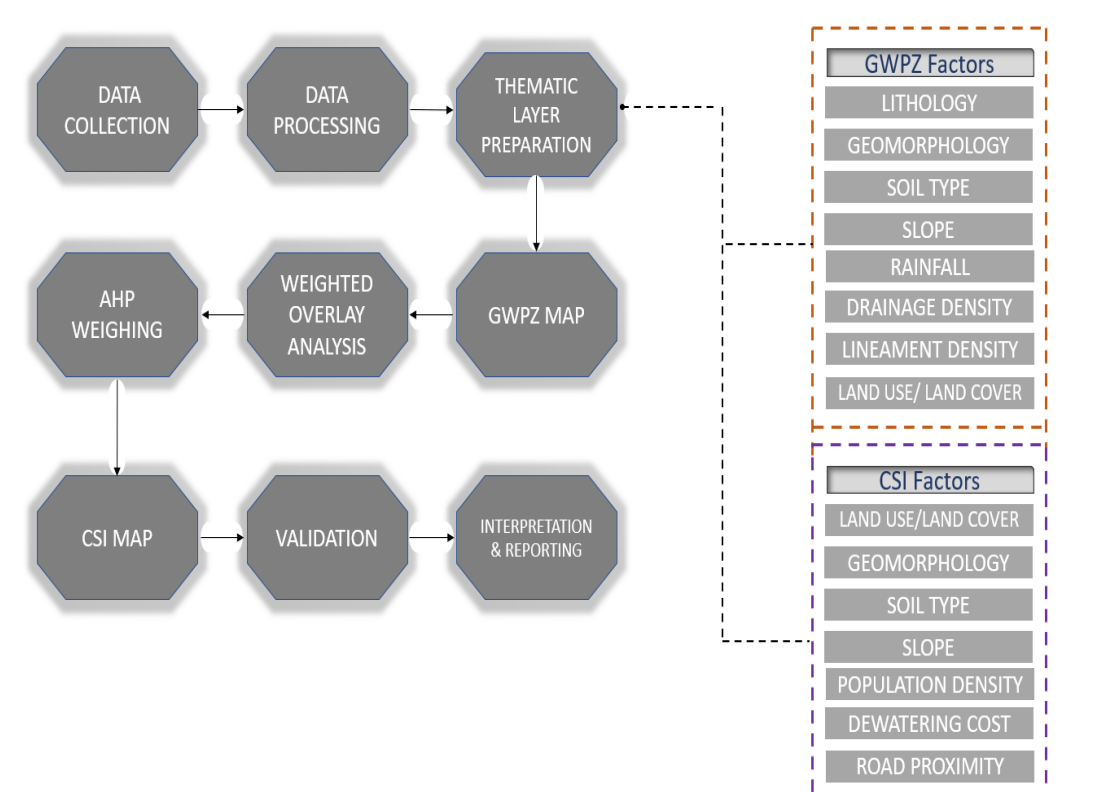 DATA
COLLECTION
DATA
PROCESSING
THEMATIC
LAYER
PREPARATION
AHP
WEIGHING
WEIGHTED
OVERLAY
ANALYSIS
GWPZ MAP
CSI MAP
VALIDATION
INTERPRETATION
& REPORTING
GWPZ Factors
LITHOLOGY
GEOMORPHOLOGY
SOIL TYPE
SLOPE
RAINFALL
DRAINAGE DENSITY
LINEAMENT DENSITY
LAND USE/ LAND COVER
CSI Factors
LAND USE/LAND COVER
GEOMORPHOLOGY
SOIL TYPE
SLOPE
POPULATION DENSITY
DEWATERING COST
ROAD PROXIMITY